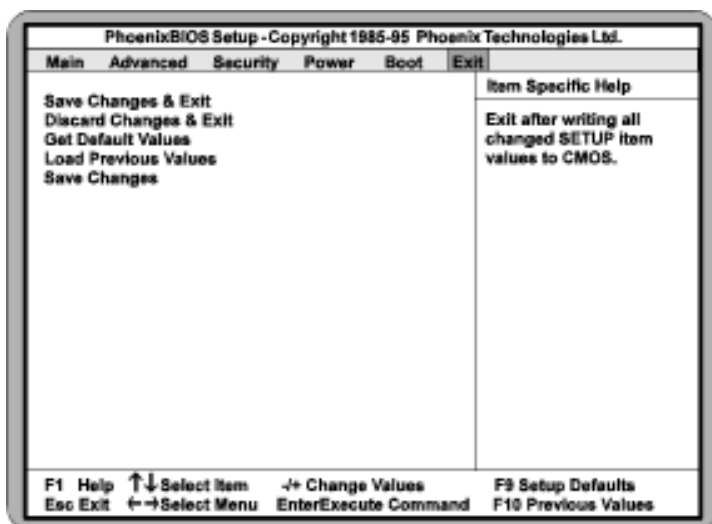 PhoenixBIOS Setup - Copyright 1985-95 Phoenix Technologies Ltd.
Main Advanced Security Power Boot Exit
Item Specific Help
Save Changes & Exit
Discard Changes & Exit
Get Default Values
Load Previous Values
Save Changes
Exit after writing all
changed SETUP item
values to CMOS.
F1 Help ↑↓Select Item -/+ Change Values F9 Setup Defaults
Esc Exit ←→Select Menu EnterExecute Command F10 Previous Values